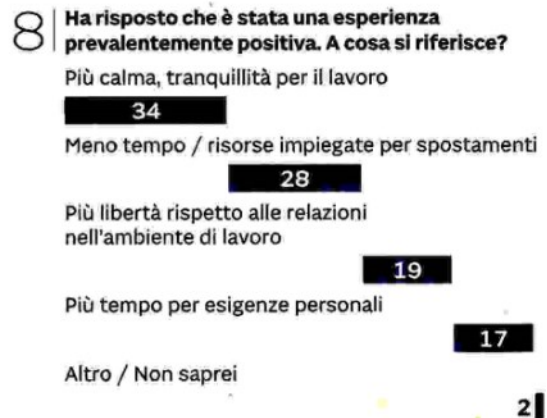 8
Ha risposto che è stata una esperienza
prevalentemente positiva. A cosa si riferisce?
Più calma, tranquillità per il lavoro
34
Meno tempo / risorse impiegate per spostamenti
28
Più libertà rispetto alle relazioni
nell'ambiente di lavoro
19
Più tempo per esigenze personali
17
Altro / Non saprei
2